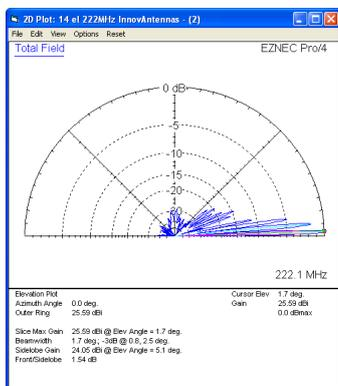 2D Plot: 14 el 222MHz InnovAntennas - (2)
File Edit View Options Reset
Total Field
EZNEC Pro/4
0 dB
-5
-10
-15
-20
-30
222.1 MHz
Elevation Plot
Cursor Elev 1.7 deg.
Azimuth Angle 0.0 deg.
Gain 25.59 dBi
Outer Ring 25.59 dBi
0.0 dBmax
Slice Max Gain 25.59 dBi @ Elev Angle = 1.7 deg.
Beamwidth 1.7 deg.; -3dB @ 0.8, 2.5 deg.
Sidelobe Gain 24.05 dBi @ Elev Angle = 5.1 deg.
Front/Sidelobe 1.54 dB